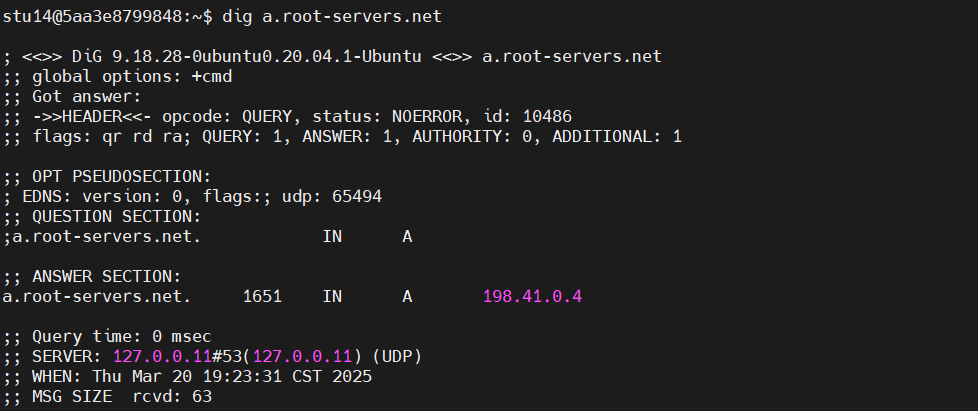 stu14@5aa3e8799848:~$ dig a.root-servers.net

; <<>> DiG 9.18.28-0ubuntu0.20.04.1-Ubuntu <<>> a.root-servers.net
;; global options: +cmd
;; Got answer:
;; ->>HEADER<<- opcode: QUERY, status: NOERROR, id: 10486
;; flags: qr rd ra; QUERY: 1, ANSWER: 1, AUTHORITY: 0, ADDITIONAL: 1

;; OPT PSEUDOSECTION:
; EDNS: version: 0, flags:; udp: 65494
;; QUESTION SECTION:
;a.root-servers.net.            IN      A

;; ANSWER SECTION:
a.root-servers.net.     1651    IN      A       198.41.0.4

;; Query time: 0 msec
;; SERVER: 127.0.0.11#53(127.0.0.11) (UDP)
;; WHEN: Thu Mar 20 19:23:31 CST 2025
;; MSG SIZE  rcvd: 63